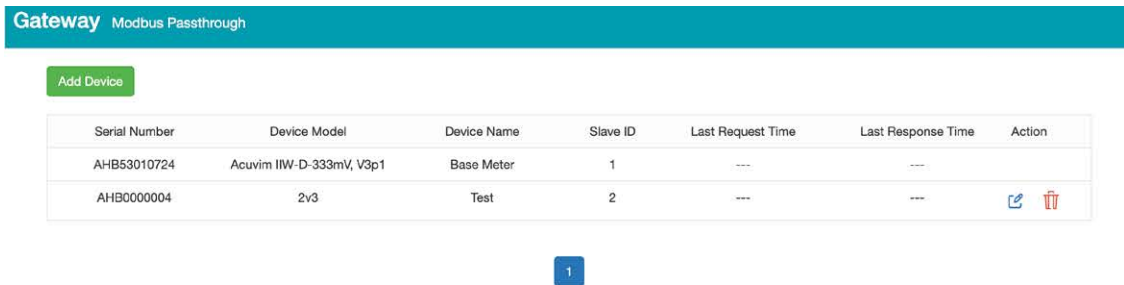 Gateway Modbus Passthrough
Add Device
Serial Number Device Model Device Name Slave ID Last Request Time Last Response Time Action
AHB53010724 Acuvim IIW-D-333mV, V3p1 Base Meter 1 --- ---
AHB0000004 2v3 Test 2 --- ---
1